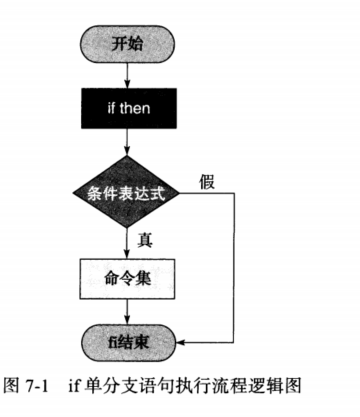 开始
if then
条件表达式
假
真
命令集
fi结束
图 7-1 if 单分支语句执行流程逻辑图